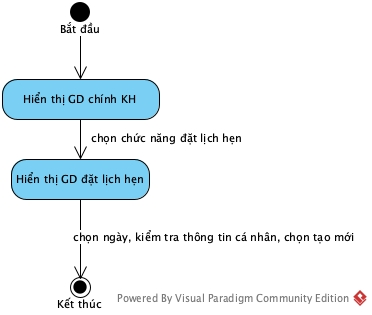 Bắt đầu
Hiển thị GD chính KH
chọn chức năng đặt lịch hẹn
Hiển thị GD đặt lịch hẹn
chọn ngày, kiểm tra thông tin cá nhân, chọn tạo mới
Kết thúc
Powered By Visual Paradigm Community Edition